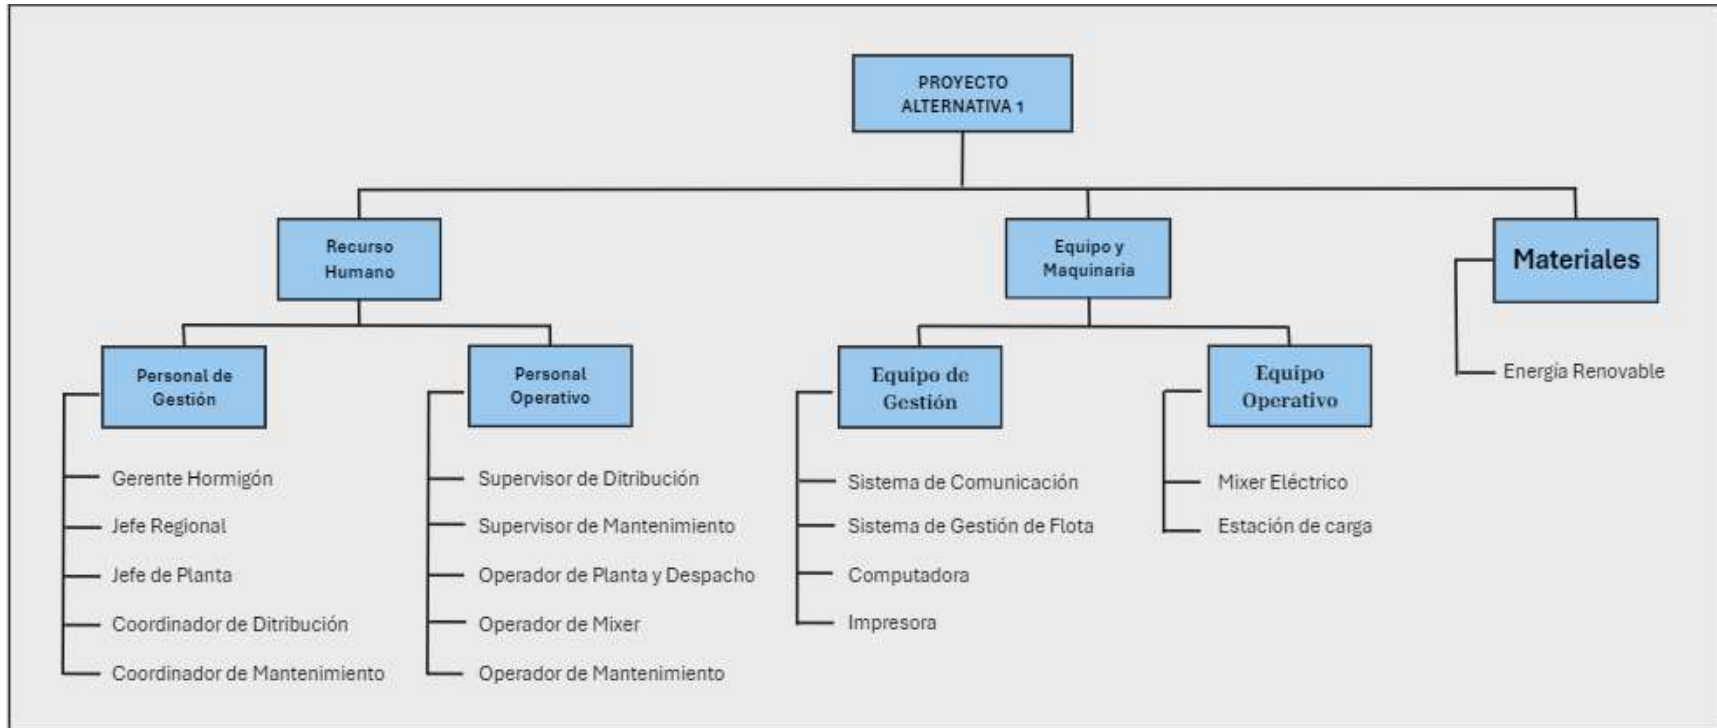 PROYECTO
ALTERNATIVA 1
Recurso
Humano
Equipo y
Maquinaria
Materiales
Personal de
Gestión
Personal
Operativo
Equipo de
Gestión
Equipo
Operativo
Energía Renovable
Gerente Hormigón
Jefe Regional
Jefe de Planta
Coordinador de Ditribución
Coordinador de Mantenimiento
Supervisor de Ditribución
Supervisor de Mantenimiento
Operador de Planta y Despacho
Operador de Mixer
Operador de Mantenimiento
Sistema de Comunicación
Sistema de Gestión de Flota
Computadora
Impresora
Mixer Eléctrico
Estación de carga